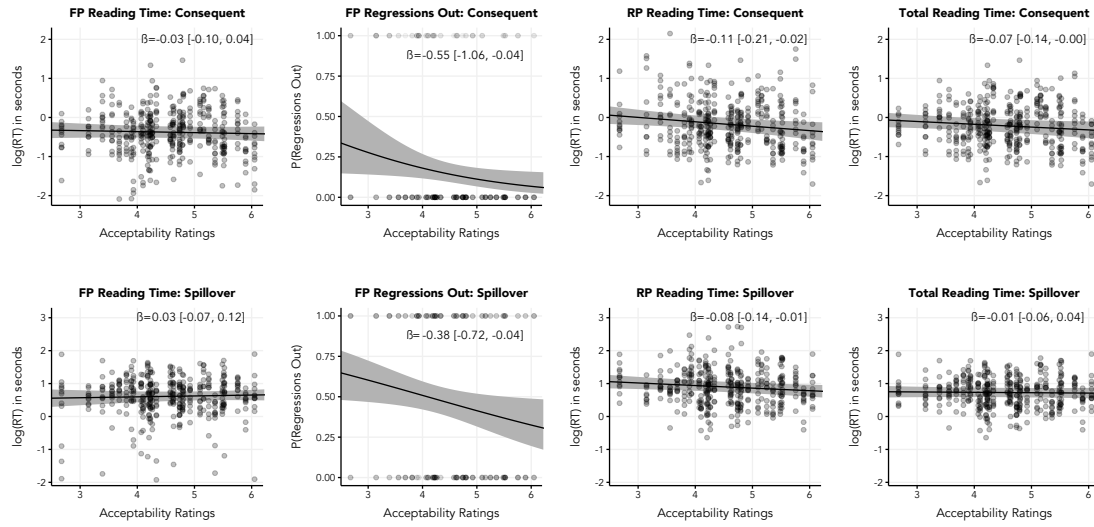 FP Reading Time: Consequent
ß=-0.03 [-0.10, 0.04]
log(RT) in seconds
2
1
0
-1
-2
3 4 5 6
Acceptability Ratings
FP Regressions Out: Consequent
ß=-0.55 [-1.06, -0.04]
P(Regressions Out)
1.00
0.75
0.50
0.25
0.00
3 4 5 6
Acceptability Ratings
RP Reading Time: Consequent
ß=-0.11 [-0.21, -0.02]
log(RT) in seconds
2
1
0
-1
-2
3 4 5 6
Acceptability Ratings
Total Reading Time: Consequent
ß=-0.07 [-0.14, -0.00]
log(RT) in seconds
2
1
0
-1
-2
3 4 5 6
Acceptability Ratings
FP Reading Time: Spillover
ß=0.03 [-0.07, 0.12]
log(RT) in seconds
3
2
1
0
-1
-2
3 4 5 6
Acceptability Ratings
FP Regressions Out: Spillover
ß=-0.38 [-0.72, -0.04]
P(Regressions Out)
1.00
0.75
0.50
0.25
0.00
3 4 5 6
Acceptability Ratings
RP Reading Time: Spillover
ß=-0.08 [-0.14, -0.01]
log(RT) in seconds
3
2
1
0
-1
-2
3 4 5 6
Acceptability Ratings
Total Reading Time: Spillover
ß=-0.01 [-0.06, 0.04]
log(RT) in seconds
3
2
1
0
-1
-2
3 4 5 6
Acceptability Ratings